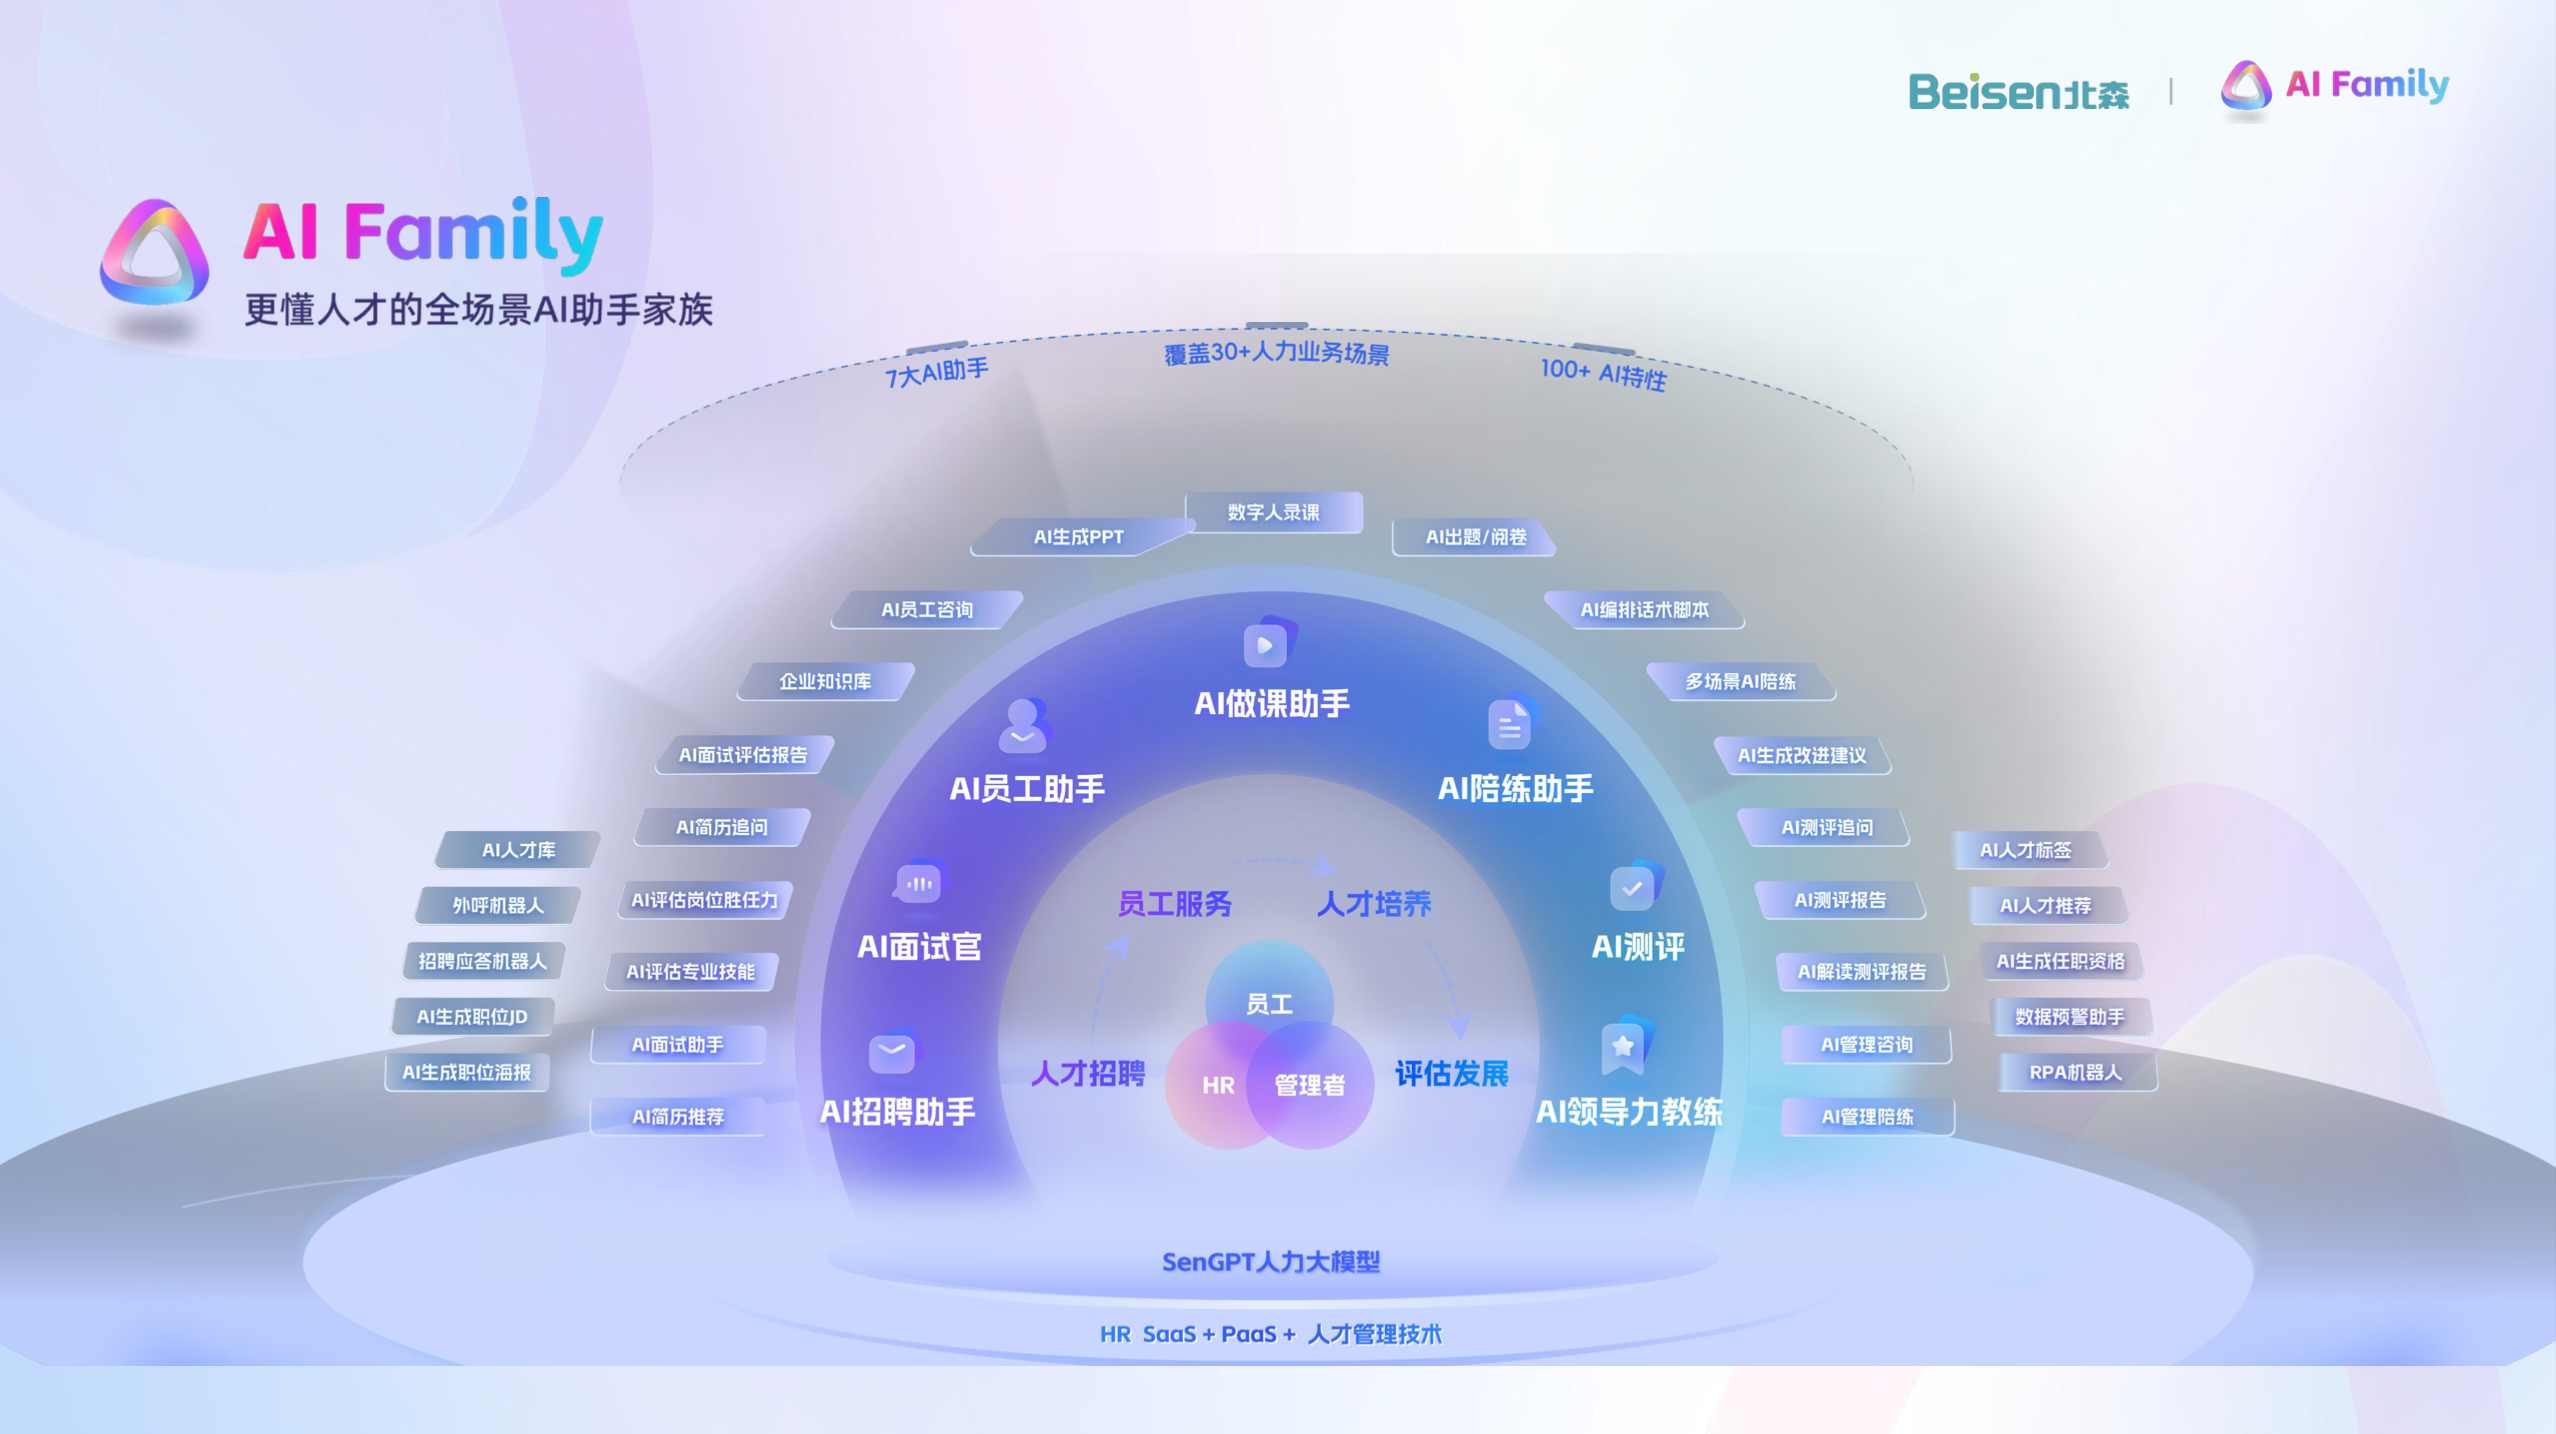 Beisen北森
AI Family
AI Family
更懂人才的全场景AI助手家族
7大AI助手
覆盖30+人力业务场景
100+ AI特性
数字人录课
AI生成PPT
AI出题/阅卷
AI员工咨询
AI编排话术脚本
企业知识库
多场景AI陪练
AI面试评估报告
AI生成改进建议
AI简历追问
AI测评追问
AI人才库
AI人才标签
AI评估岗位胜任力
AI测评报告
外呼机器人
AI人才推荐
招聘应答机器人
AI评估专业技能
AI解读测评报告
AI生成任职资格
AI生成职位JD
数据预警助手
AI面试助手
AI管理咨询
AI生成职位海报
RPA机器人
AI简历推荐
AI管理陪练
AI做课助手
AI员工助手
AI陪练助手
AI面试官
AI测评
AI招聘助手
AI领导力教练
员工服务
人才培养
人才招聘
评估发展
员工
HR
管理者
SenGPT人力大模型
HR SaaS + PaaS + 人才管理技术